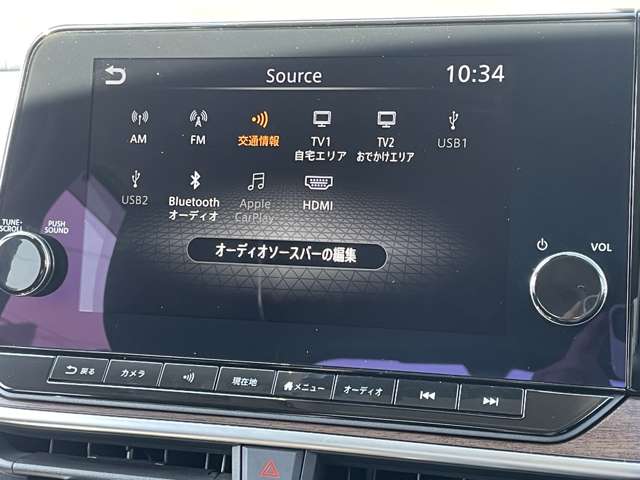 Source
10:34
AM
FM
交通情報
TV1
自宅エリア
TV2
おでかけエリア
USB1
USB2
Bluetooth
オーディオ
Apple
CarPlay
HDMI
オーディオソースバーの編集
TUNE・
SCROLL
PUSH
SOUND
VOL
戻る
カメラ
現在地
メニュー
オーディオ